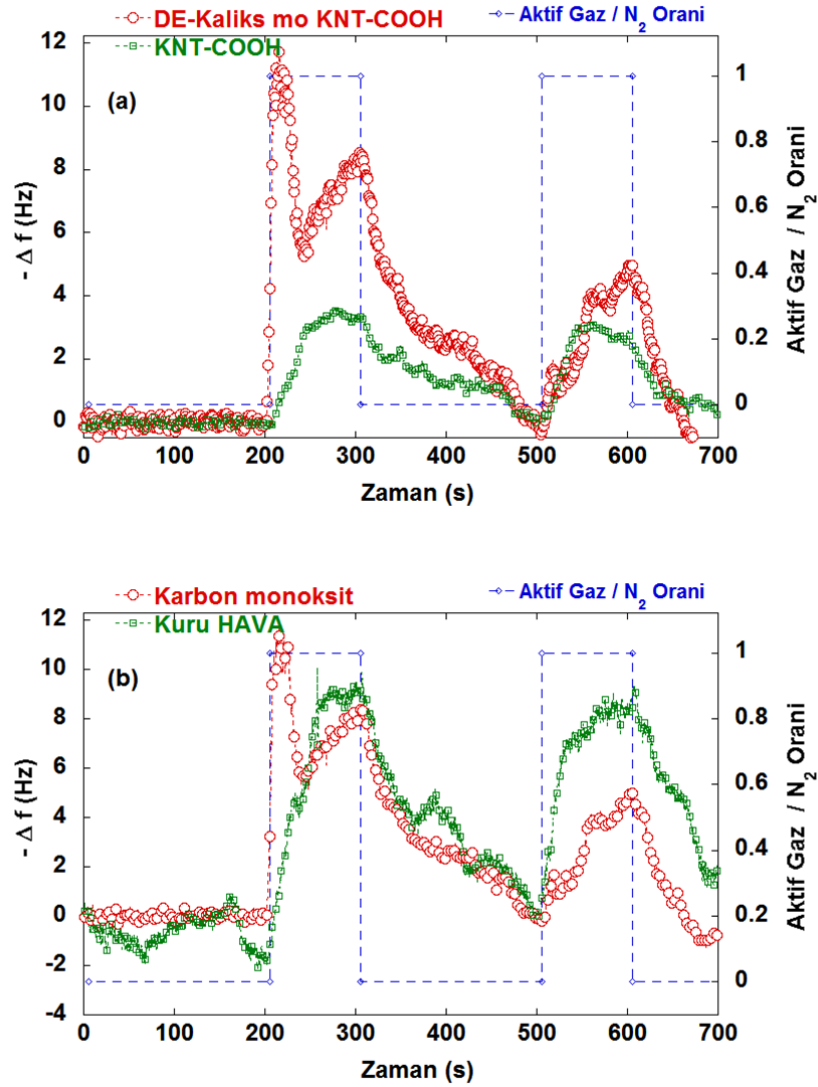 DE-Kaliks mo KNT-COOH
Aktif Gaz / N₂ Orani
KNT-COOH
(a)
12
10
8
6
4
2
0
- Δ f (Hz)
1
0.8
0.6
0.4
0.2
0
Aktif Gaz / N₂ Orani
0 100 200 300 400 500 600 700
Zaman (s)
Karbon monoksit
Aktif Gaz / N₂ Orani
Kuru HAVA
(b)
12
10
8
6
4
2
0
-2
-4
- Δ f (Hz)
1
0.8
0.6
0.4
0.2
0
Aktif Gaz / N₂ Orani
0 100 200 300 400 500 600 700
Zaman (s)